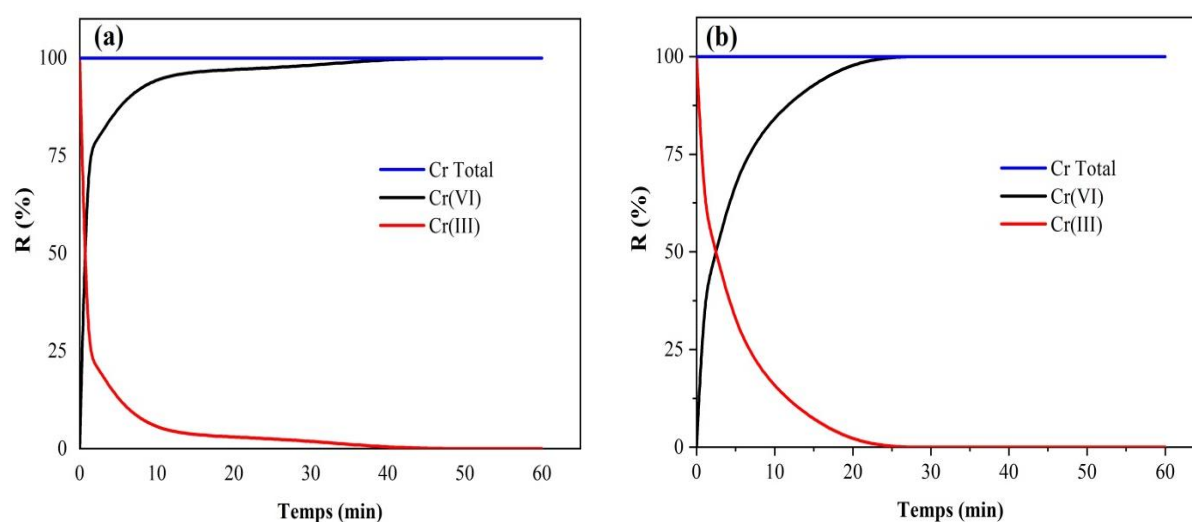 (a)
R (%)
100
75
50
25
0
Cr Total
Cr(VI)
Cr(III)
0 10 20 30 40 50 60
Temps (min)
(b)
R (%)
100
75
50
25
0
Cr Total
Cr(VI)
Cr(III)
0 10 20 30 40 50 60
Temps (min)